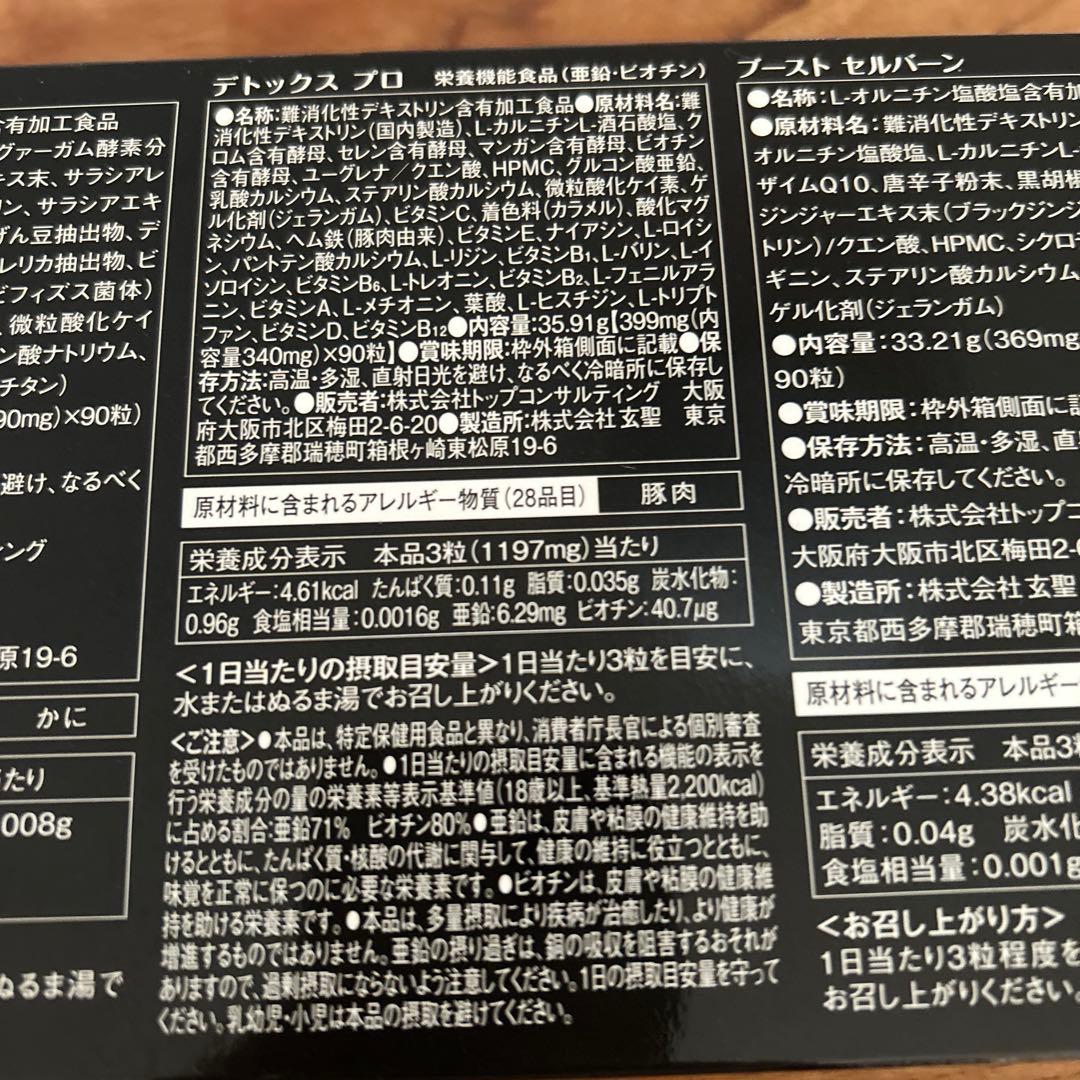 含有加工食品
グァーガム酵素分
キス末、サラシアレ
リン、サラシアエキ
げん豆抽出物、デ
レリカ抽出物、ビ
ビフィズス菌体)
、微粒酸化ケイ
ン酸ナトリウム、
チタン)
90mg)×90粒)
避け、なるべく
ィング
原19-6
かに
当たり
008g
ぬるま湯で
デトックス プロ 栄養機能食品(亜鉛・ビオチン)
●名称:難消化性デキストリン含有加工食品●原材料名:難
消化性デキストリン(国内製造)、L-カルニチンL-酒石酸塩、ク
ロム含有酵母、セレン含有酵母、マンガン含有酵母、ビオチン
含有酵母、ユーグレナ/クエン酸、HPMC、グルコン酸亜鉛、
乳酸カルシウム、ステアリン酸カルシウム、微粒酸化ケイ素、ゲ
ル化剤(ジェランガム)、ビタミンC、着色料(カラメル)、酸化マグ
ネシウム、ヘム鉄(豚肉由来)、ビタミンE、ナイアシン、L-ロイシ
ン、パントテン酸カルシウム、L-リジン、ビタミンB1、L-バリン、L-イ
ソロイシン、ビタミンB6、L-トレオニン、ビタミンB2、L-フェニルアラ
ニン、ビタミンA、L-メチオニン、葉酸、L-ヒスチジン、L-トリプト
ファン、ビタミンD、ビタミンB12●内容量:35.91g【399mg(内
容量340mg)×90粒】●賞味期限:枠外箱側面に記載●保
存方法:高温・多湿、直射日光を避け、なるべく冷暗所に保存し
てください。●販売者:株式会社トップコンサルティング 大阪
府大阪市北区梅田2-6-20●製造所:株式会社 玄聖 東京
都西多摩郡瑞穂町箱根ヶ崎東松原19-6
原材料に含まれるアレルギー物質(28品目) 豚肉
栄養成分表示 本品3粒(1197mg)当たり
エネルギー:4.61kcal たんぱく質:0.11g 脂質:0.035g 炭水化物:
0.96g 食塩相当量:0.0016g 亜鉛:6.29mg ビオチン:40.7μg
<1日当たりの摂取目安量>1日当たり3粒を目安に、
水またはぬるま湯でお召し上がりください。
<ご注意>●本品は、特定保健用食品と異なり、消費者庁長官による個別審査
を受けたものではありません。●1日当たりの摂取目安量に含まれる機能の表示を
行う栄養成分の量の栄養素等表示基準値(18歳以上、基準熱量2,200kcal)
に占める割合:亜鉛71% ビオチン80%●亜鉛は、皮膚や粘膜の健康維持を助
けるとともに、たんぱく質・核酸の代謝に関与して、健康の維持に役立つとともに、
味覚を正常に保つのに必要な栄養素です。●ビオチンは、皮膚や粘膜の健康維
持を助ける栄養素です。●本品は、多量摂取により疾病が治癒したり、より健康が
増進するものではありません。亜鉛の摂り過ぎは、銅の吸収を阻害するおそれが
ありますので、過剰摂取にならないよう注意してください。1日の摂取目安量を守って
ください。乳幼児・小児は本品の摂取を避けてください。
ブースト セルバーン
●名称:L-オルニチン塩酸塩含有加
●原材料名:難消化性デキストリン
オルニチン塩酸塩、L-カルニチンL-
ザイムQ10、唐辛子粉末、黒胡椒
ジンジャーエキス末(ブラックジンジ
トリン)/クエン酸、HPMC、シクロデ
ギニン、ステアリン酸カルシウム
ゲル化剤(ジェランガム)
●内容量:33.21g(369mg
90粒)
●賞味期限:枠外箱側面に記
●保存方法:高温・多湿、直
冷暗所に保存してください。
●販売者:株式会社トップコ
大阪府大阪市北区梅田2-6
●製造所:株式会社 玄聖
東京都西多摩郡瑞穂町箱
原材料に含まれるアレルギー
栄養成分表示 本品3粒
エネルギー:4.38kcal
脂質:0.04g 炭水化
食塩相当量:0.001g
<お召し上がり方>
1日当たり3粒程度を
お召し上がりください。